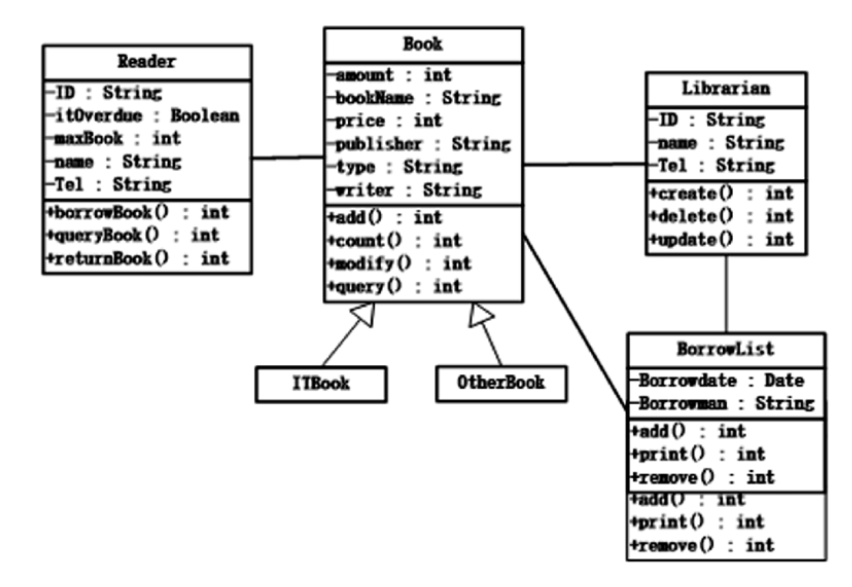 Reader
-ID : String
-itOverdue : Boolean
-maxBook : int
-name : String
-Tel : String
+borrowBook() : int
+queryBook() : int
+returnBook() : int
Book
-amount : int
-bookName : String
-price : int
-publisher : String
-type : String
-writer : String
+add() : int
+count() : int
+modify() : int
+query() : int
Librarian
-ID : String
-name : String
-Tel : String
+create() : int
+delete() : int
+update() : int
ITBook
OtherBook
BorrowList
-Borrowdate : Date
-Borrowman : String
+add() : int
+print() : int
+remove() : int
+add() : int
+print() : int
+remove() : int